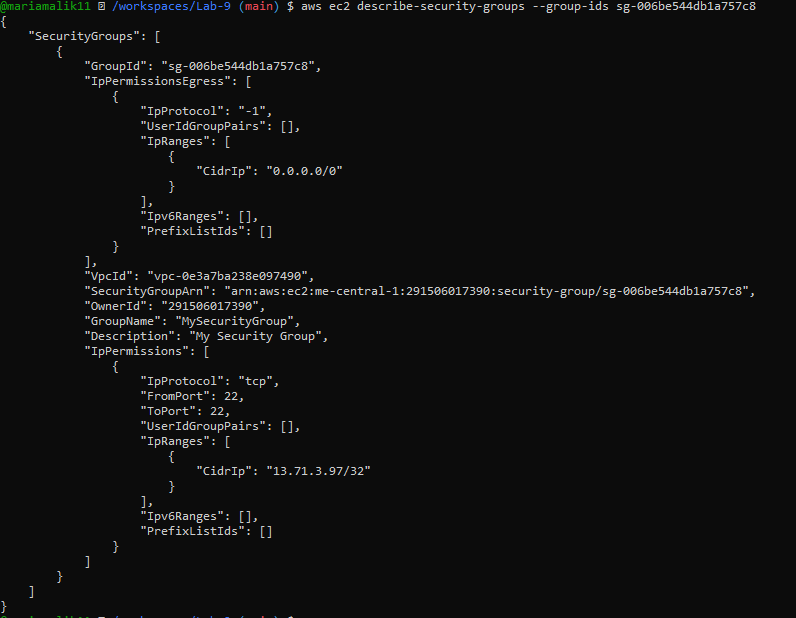 @mariamalik11 /workspaces/Lab-9 (main) $ aws ec2 describe-security-groups --group-ids sg-006be544db1a757c8
{
    "SecurityGroups": [
        {
            "GroupId": "sg-006be544db1a757c8",
            "IpPermissionsEgress": [
                {
                    "IpProtocol": "-1",
                    "UserIdGroupPairs": [],
                    "IpRanges": [
                        {
                            "CidrIp": "0.0.0.0/0"
                        }
                    ],
                    "Ipv6Ranges": [],
                    "PrefixListIds": []
                }
            ],
            "VpcId": "vpc-0e3a7ba238e097490",
            "SecurityGroupArn": "arn:aws:ec2:me-central-1:291506017390:security-group/sg-006be544db1a757c8",
            "OwnerId": "291506017390",
            "GroupName": "MySecurityGroup",
            "Description": "My Security Group",
            "IpPermissions": [
                {
                    "IpProtocol": "tcp",
                    "FromPort": 22,
                    "ToPort": 22,
                    "UserIdGroupPairs": [],
                    "IpRanges": [
                        {
                            "CidrIp": "13.71.3.97/32"
                        }
                    ],
                    "Ipv6Ranges": [],
                    "PrefixListIds": []
                }
            ]
        }
    ]
}